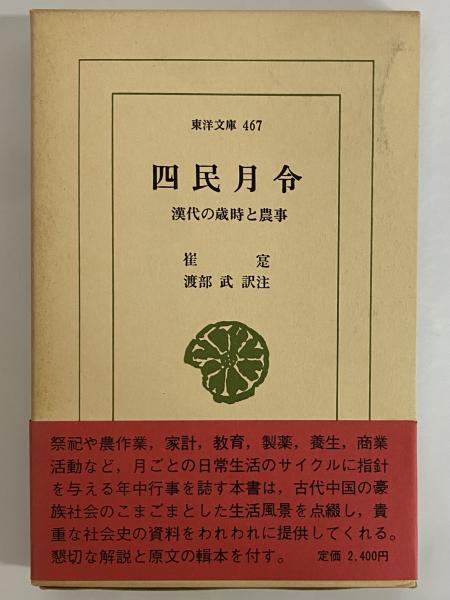 東洋文庫 467
四民月令
漢代の歳時と農事
崔寔
渡部 武 訳注
祭祀や農作業，家計，教育，製薬，養生，商業
活動など，月ごとの日常生活のサイクルに指針
を与える年中行事を誌す本書は，古代中国の豪
族社会のこまごまとした生活風景を点綴し，貴
重な社会史の資料をわれわれに提供してくれる。
懇切な解説と原文の輯本を付す。 定価 2,400円